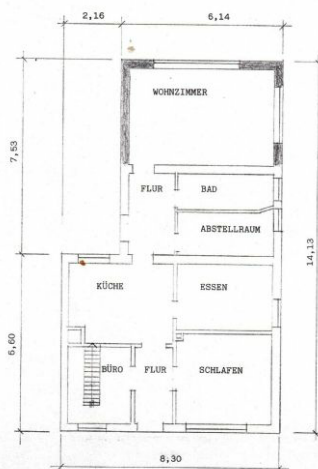 2,16
6,14
WOHNZIMMER
7,53
FLUR
BAD
ABSTELLRAUM
14,13
KÜCHE
ESSEN
6,60
BÜRO
FLUR
SCHLAFEN
8,30